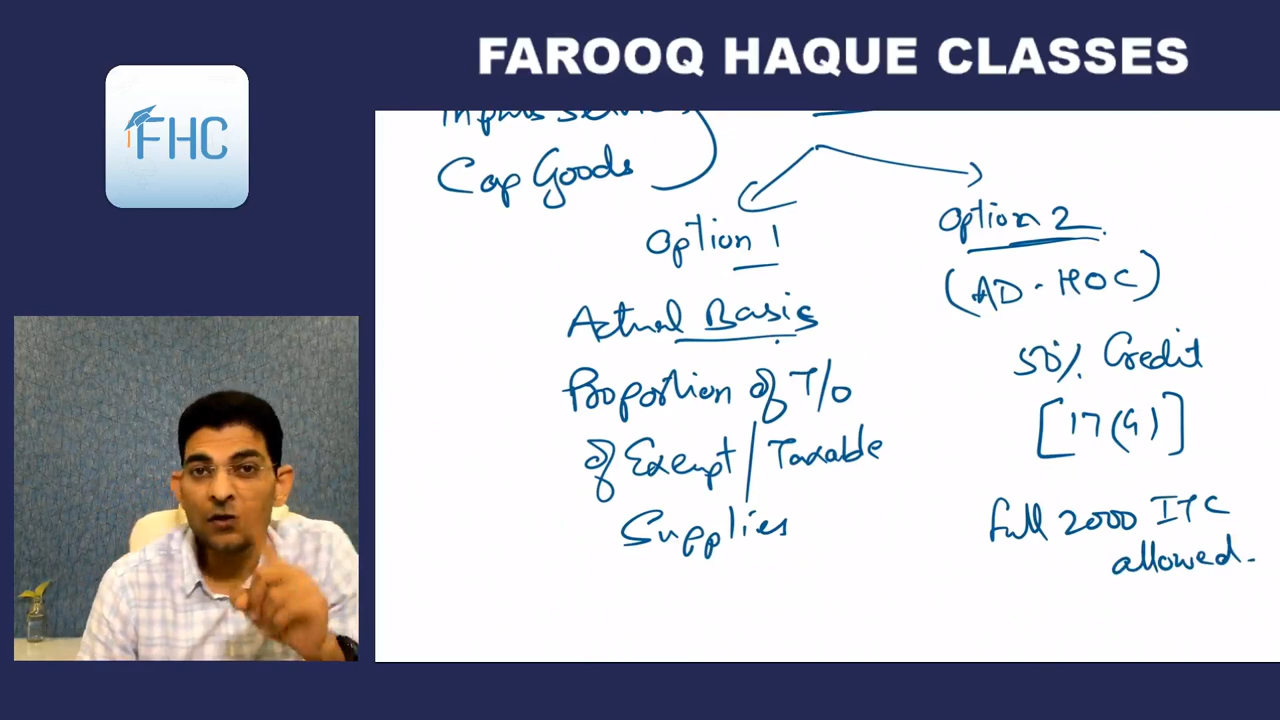 FAROOQ HAQUE CLASSES
FHC
Inputs
Cap Goods
Option 1
Actual Basis
Proportion of T/o
of Exempt/Taxable
Supplies
Option 2
(AD-HOC)
50% Credit
[17(4)]
full 2000 ITC
allowed.